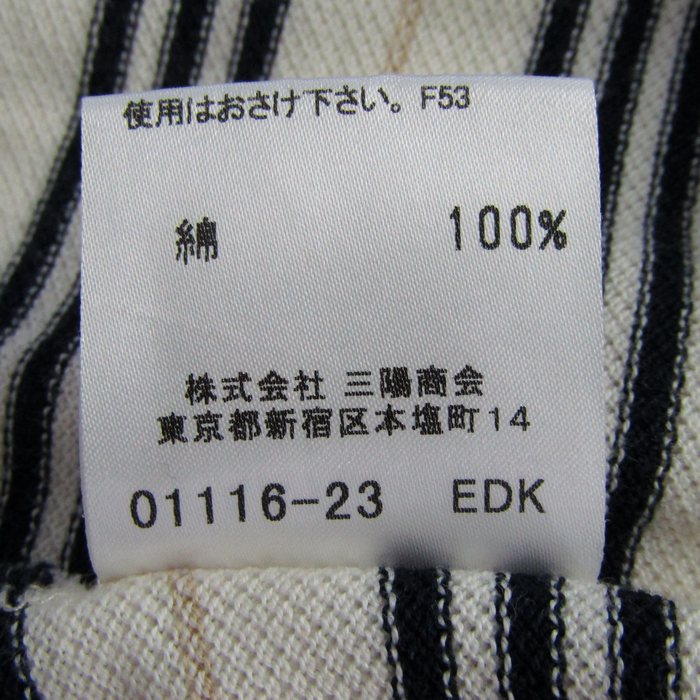 使用はおさけ下さい。F53
綿 100%
株式会社 三陽商会
東京都新宿区本塩町14
01116-23 EDK